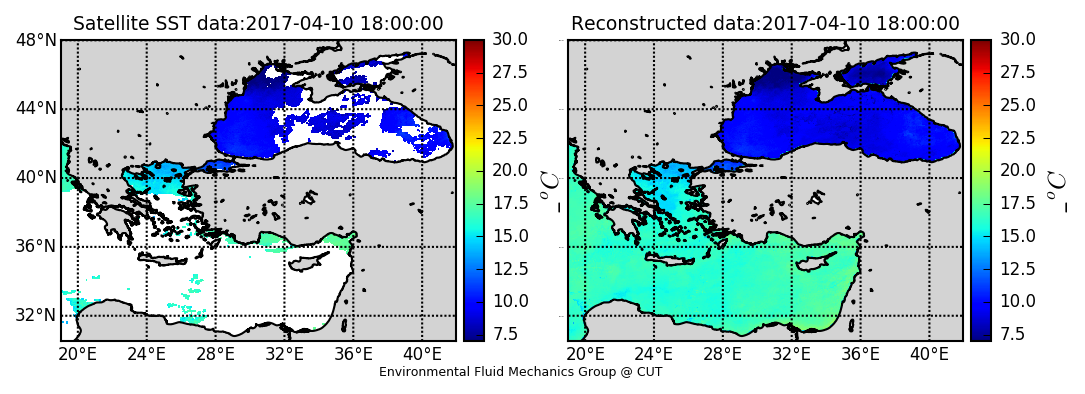 Satellite SST data:2017-04-10 18:00:00 Reconstructed data:2017-04-10 18:00:00
48°N 30.0 30.0
27.5 27.5
44°N 25.0 25.0
22.5 22.5
40°N 20.0 20.0
17.5 _°C 17.5 _°C
36°N 15.0 15.0
12.5 12.5
32°N 10.0 10.0
7.5 7.5
20°E 24°E 28°E 32°E 36°E 40°E 20°E 24°E 28°E 32°E 36°E 40°E
Environmental Fluid Mechanics Group @ CUT